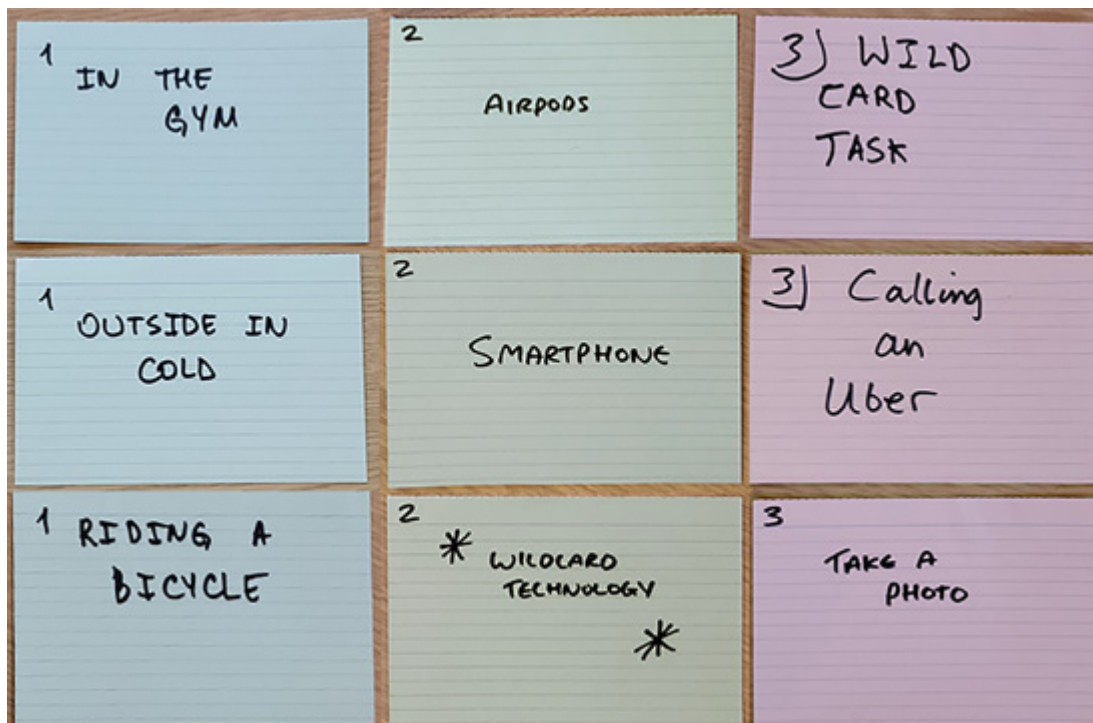 1
IN THE
GYM
2
AIRPODS
3) WILD
CARD
TASK
1
OUTSIDE IN
COLD
2
SMARTPHONE
3) Calling
an
Uber
1 RIDING A
BICYCLE
2
* WILDCARD
TECHNOLOGY
*
3
TAKE A
PHOTO